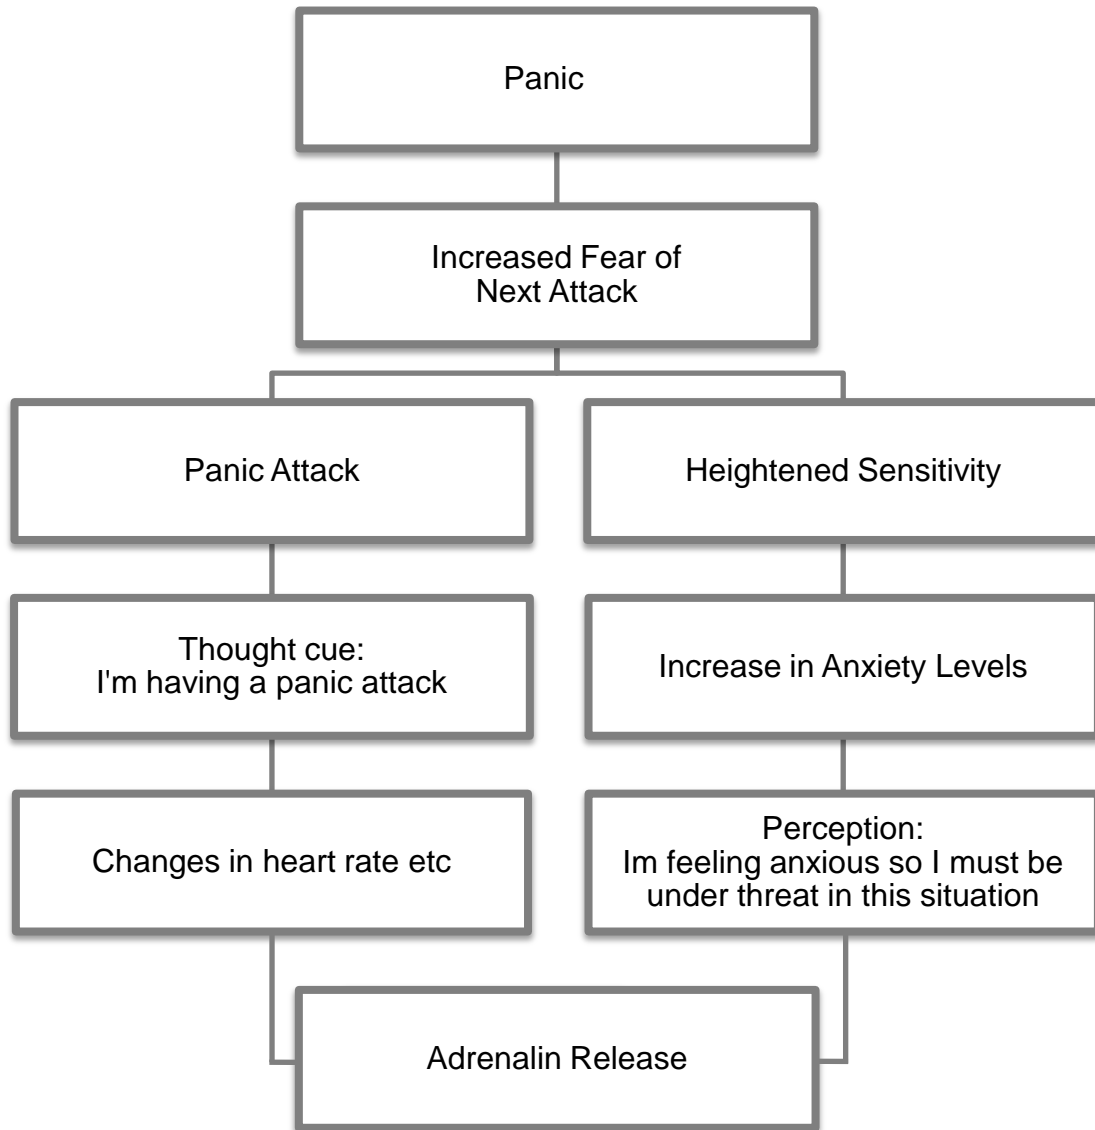 Panic
Increased Fear of
Next Attack
Panic Attack
Heightened Sensitivity
Thought cue:
I'm having a panic attack
Increase in Anxiety Levels
Changes in heart rate etc
Perception:
Im feeling anxious so I must be
under threat in this situation
Adrenalin Release